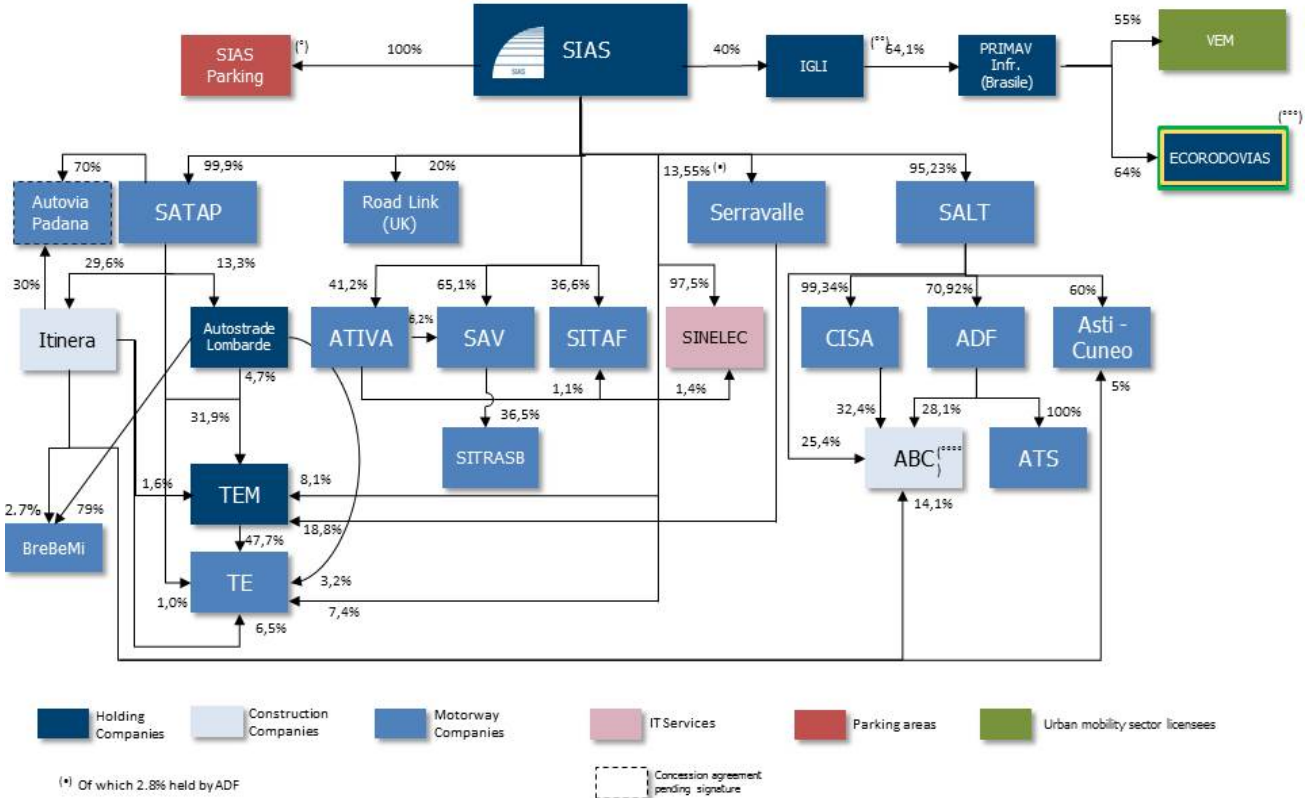 55%
(°)
100%
SIAS
SIAS
40%
(°°)
64,1%
SIAS
Parking
IGLI
PRIMAV
Infr.
(Brasile)
VEM
(°°°)
64%
ECORODOVIAS
70%
99,9%
20%
13,55% (•)
95,23%
Autovia
Padana
SATAP
Road Link
(UK)
Serravalle
SALT
29,6%
13,3%
30%
41,2%
65,1%
36,6%
97,5%
99,34%
70,92%
60%
Itinera
Autostrade
Lombarde
ATIVA
6,2%
SAV
SITAF
SINELEC
CISA
ADF
Asti -
Cuneo
4,7%
1,1%
1,4%
5%
31,9%
36,5%
32,4%
28,1%
100%
SITRASB
25,4%
ABC (°°°°
)
ATS
1,6%
TEM
8,1%
14,1%
2.7%
79%
18,8%
47,7%
BreBeMi
TE
3,2%
1,0%
7,4%
6,5%
Holding
Companies
Construction
Companies
Motorway
Companies
IT Services
Parking areas
Urban mobility sector licensees
(•) Of which 2.8% held by ADF
Concession agreement
pending signature